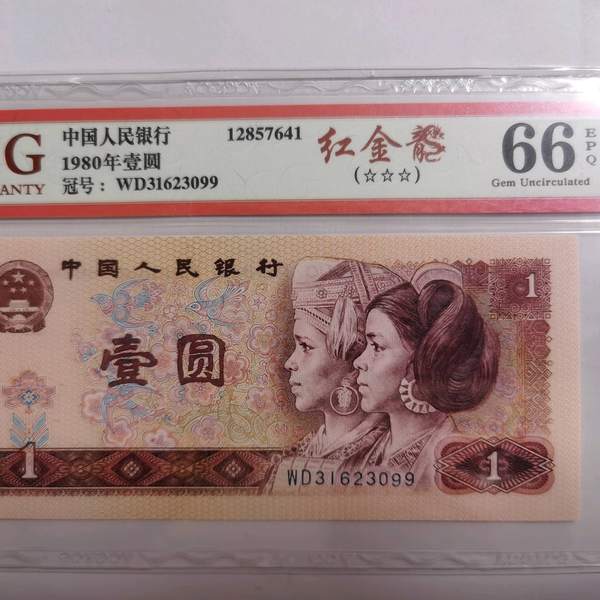 G
ANTY
中国人民银行 12857641
1980年壹圆
冠号：WD31623099
红金龍
(☆☆☆)
66
EPQ
Gem Uncirculated
中国人民银行
1
壹圆
1
WD31623099
1